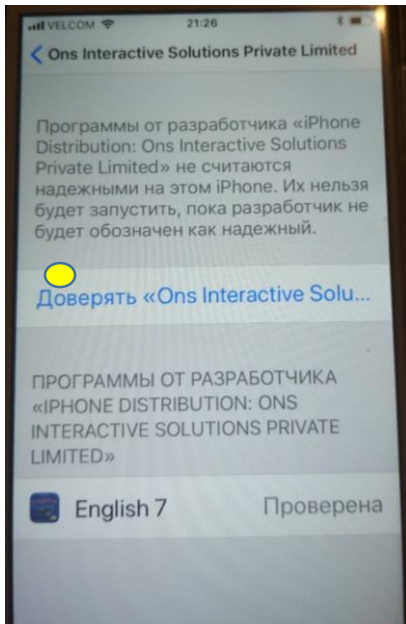 VELCOM 21:26
Ons Interactive Solutions Private Limited
Программы от разработчика «iPhone
Distribution: Ons Interactive Solutions
Private Limited» не считаются
надежными на этом iPhone. Их нельзя
будет запустить, пока разработчик не
будет обозначен как надежный.
Доверять «Ons Interactive Solu...
ПРОГРАММЫ ОТ РАЗРАБОТЧИКА
«IPHONE DISTRIBUTION: ONS
INTERACTIVE SOLUTIONS PRIVATE
LIMITED»
English 7 Проверена